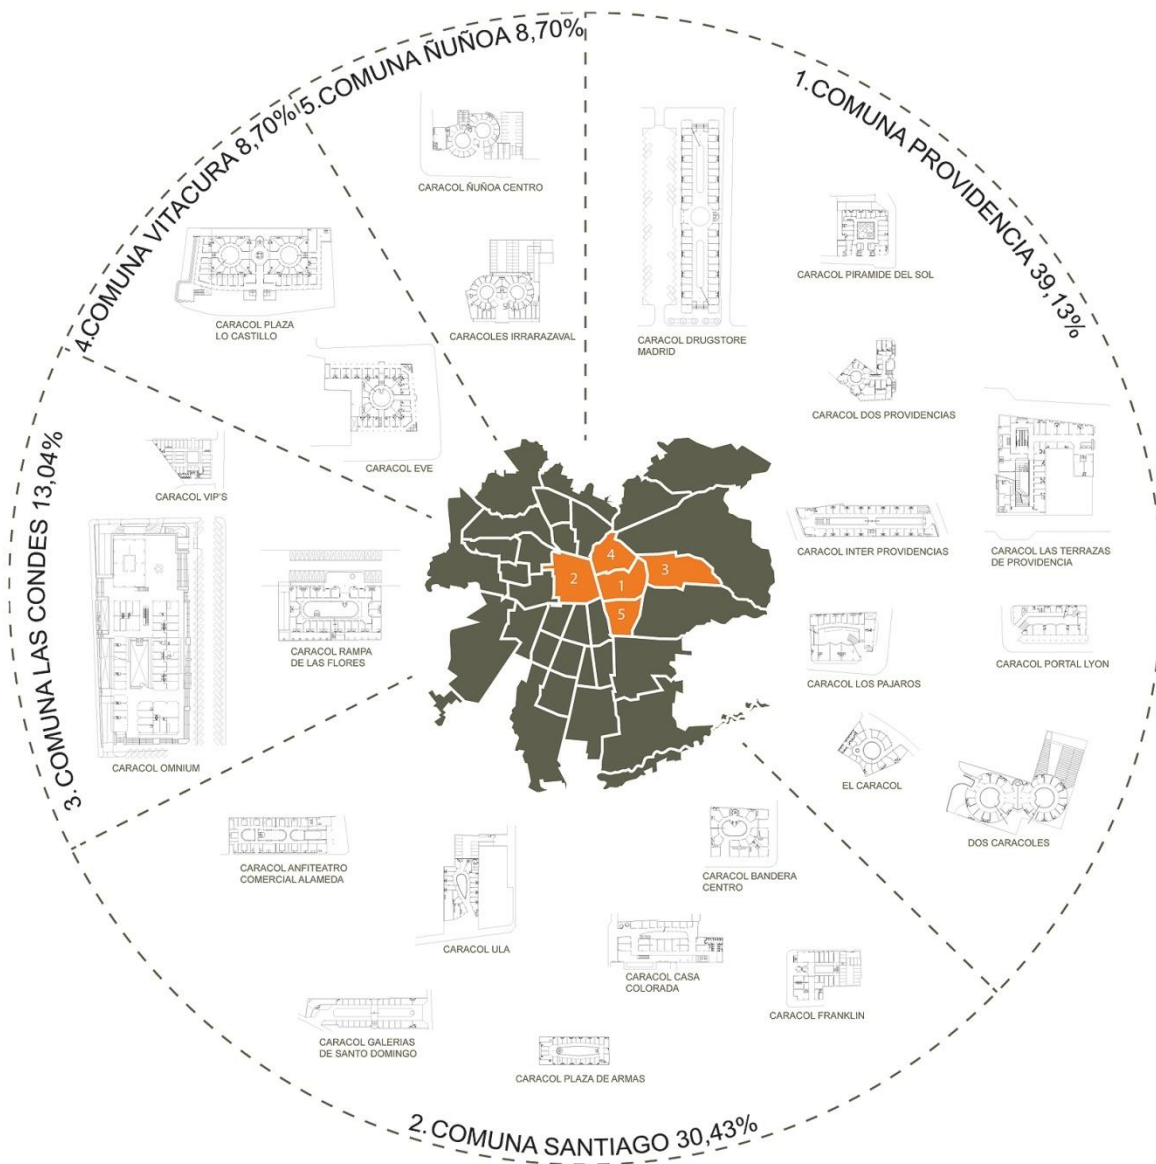 1.COMUNA PROVIDENCIA 39,13%
CARACOL DRUGSTORE
MADRID
CARACOL PIRAMIDE DEL SOL
CARACOL DOS PROVIDENCIAS
CARACOL INTER PROVIDENCIAS
CARACOL LAS TERRAZAS
DE PROVIDENCIA
CARACOL LOS PAJAROS
CARACOL PORTAL LYON
EL CARACOL
DOS CARACOLES
2.COMUNA SANTIAGO 30,43%
CARACOL BANDERA
CENTRO
CARACOL ANFITEATRO
COMERCIAL ALAMEDA
CARACOL ULA
CARACOL CASA
COLORADA
CARACOL FRANKLIN
CARACOL GALERIAS
DE SANTO DOMINGO
CARACOL PLAZA DE ARMAS
3.COMUNA LAS CONDES 13,04%
CARACOL VIP'S
CARACOL RAMPA
DE LAS FLORES
CARACOL OMNIUM
4.COMUNA VITACURA 8,70%
CARACOL PLAZA
LO CASTILLO
CARACOL EVE
5.COMUNA ÑUÑOA 8,70%
CARACOL ÑUÑOA CENTRO
CARACOLES IRRARAZAVAL
4
2
1
3
5